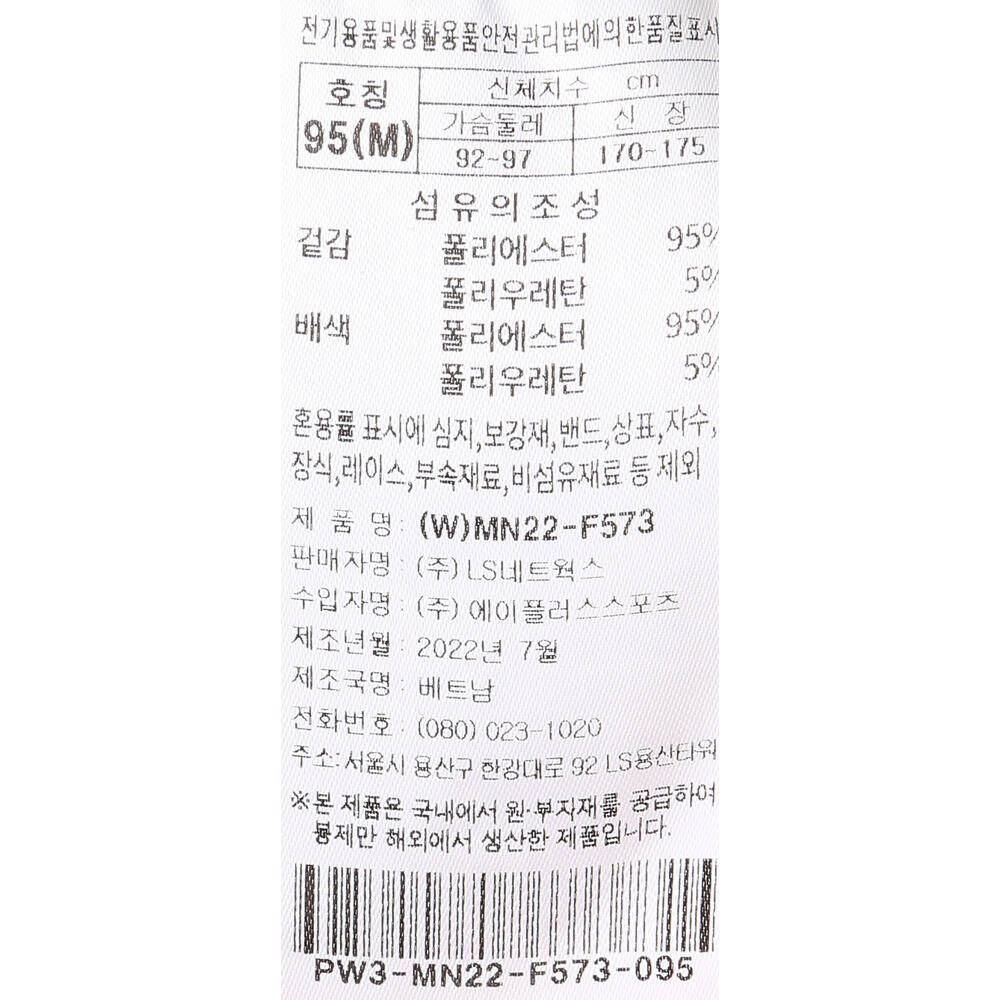 전기용품및생활용품안전관리법에의한품질표시
호칭 신체치수 cm
95(M) 가슴둘레 신 장
92~97 170~175
섬유의조성
겉감 폴리에스터 95%
폴리우레탄 5%
배색 폴리에스터 95%
폴리우레탄 5%
혼용률 표시에 심지,보강재,밴드,상표,자수,
장식,레이스,부속재료,비섬유재료 등 제외
제 품 명 : (W)MN22-F573
판매자명 : (주) LS네트웍스
수입자명 : (주) 에이플러스스포츠
제조년월 : 2022년 7월
제조국명 : 베트남
전화번호 : (080) 023-1020
주소: 서울시 용산구 한강대로 92 LS용산타워
※본 제품은 국내에서 원·부자재를 공급하여
봉제만 해외에서 생산한 제품입니다.
PW3-MN22-F573-095